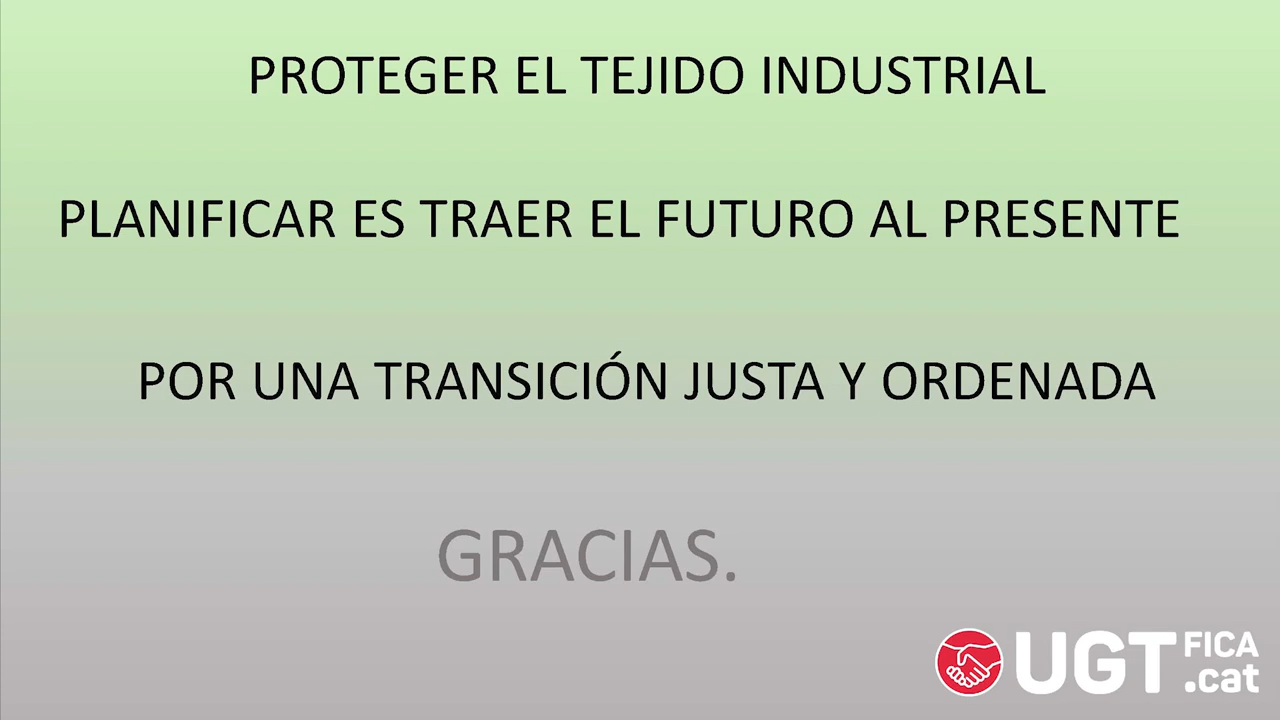 PROTEGER EL TEJIDO INDUSTRIAL
PLANIFICAR ES TRAER EL FUTURO AL PRESENTE
POR UNA TRANSICIÓN JUSTA Y ORDENADA
GRACIAS.
UGT FICA
.cat